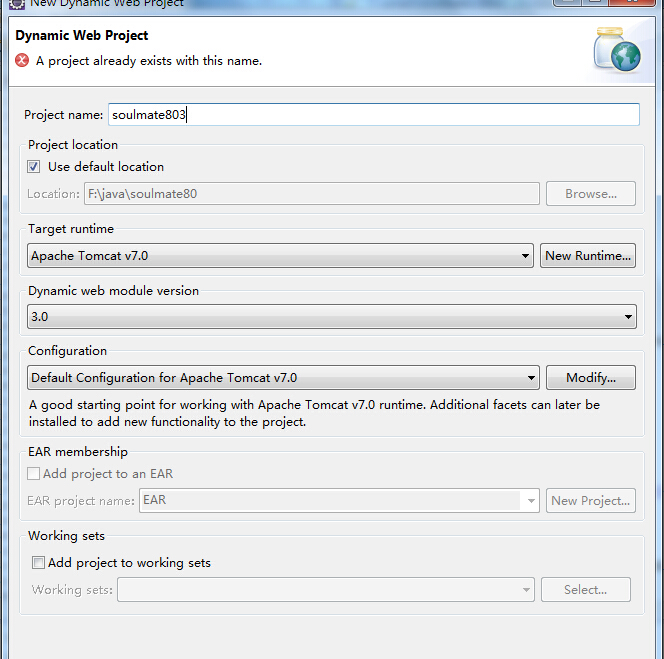 New Dynamic Web Project
Dynamic Web Project
A project already exists with this name.
Project name: soulmate803
Project location
Use default location
Location: F:\java\soulmate80 Browse...
Target runtime
Apache Tomcat v7.0 New Runtime...
Dynamic web module version
3.0
Configuration
Default Configuration for Apache Tomcat v7.0 Modify...
A good starting point for working with Apache Tomcat v7.0 runtime. Additional facets can later be
installed to add new functionality to the project.
EAR membership
Add project to an EAR
EAR project name: EAR New Project...
Working sets
Add project to working sets
Working sets: Select...